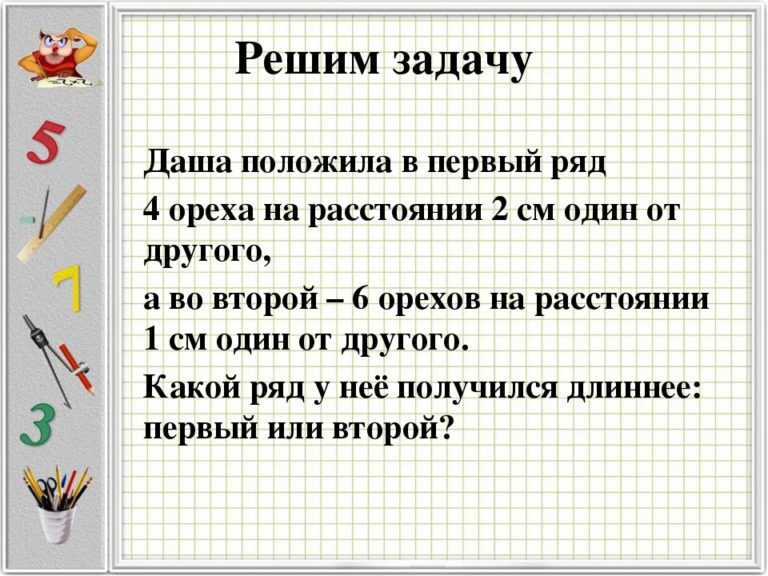 Решим задачу
Даша положила в первый ряд
4 ореха на расстоянии 2 см один от
другого,
а во второй – 6 орехов на расстоянии
1 см один от другого.
Какой ряд у неё получился длиннее:
первый или второй?
5
7
3